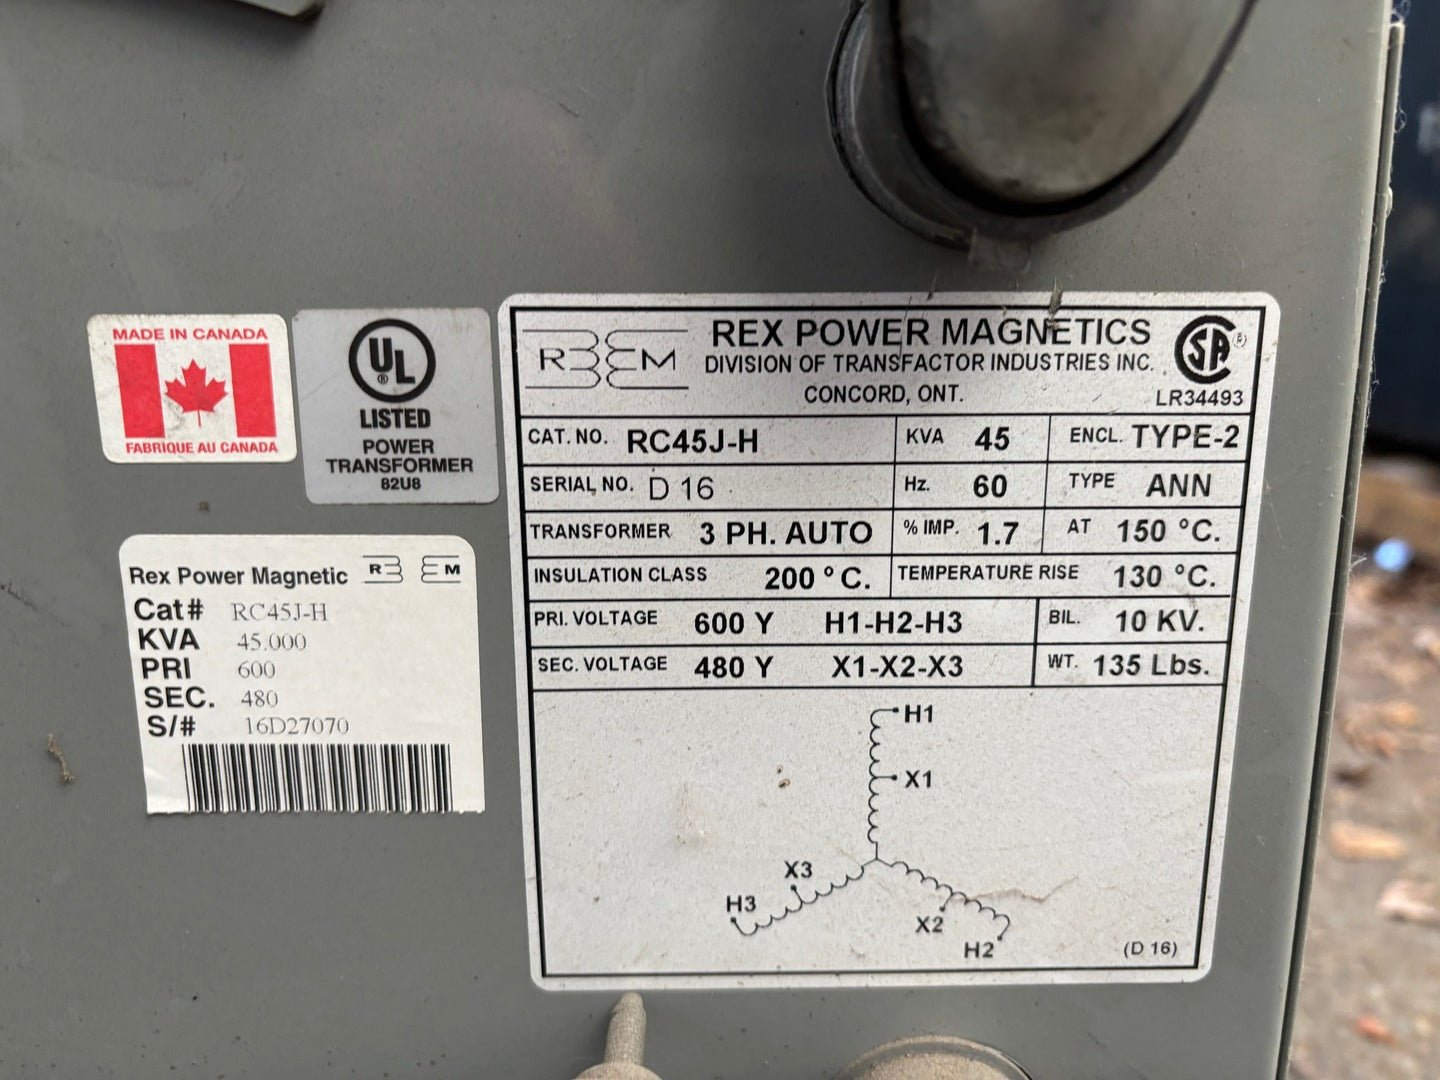 MADE IN CANADA
FABRIQUE AU CANADA
UL
®
LISTED
POWER
TRANSFORMER
82U8
Rex Power Magnetic R M
Cat# RC45J-H
KVA 45.000
PRI 600
SEC. 480
S/# 16D27070
R M REX POWER MAGNETICS SA ®
DIVISION OF TRANSFACTOR INDUSTRIES INC.
CONCORD, ONT. LR34493
CAT. NO. RC45J-H KVA 45 ENCL. TYPE-2
SERIAL NO. D 16 Hz. 60 TYPE ANN
TRANSFORMER 3 PH. AUTO % IMP. 1.7 AT 150 °C.
INSULATION CLASS 200 ° C. TEMPERATURE RISE 130 °C.
PRI. VOLTAGE 600 Y H1-H2-H3 BIL. 10 KV.
SEC. VOLTAGE 480 Y X1-X2-X3 WT. 135 Lbs.
H1
X1
X3
H3
X2
H2
(D 16)